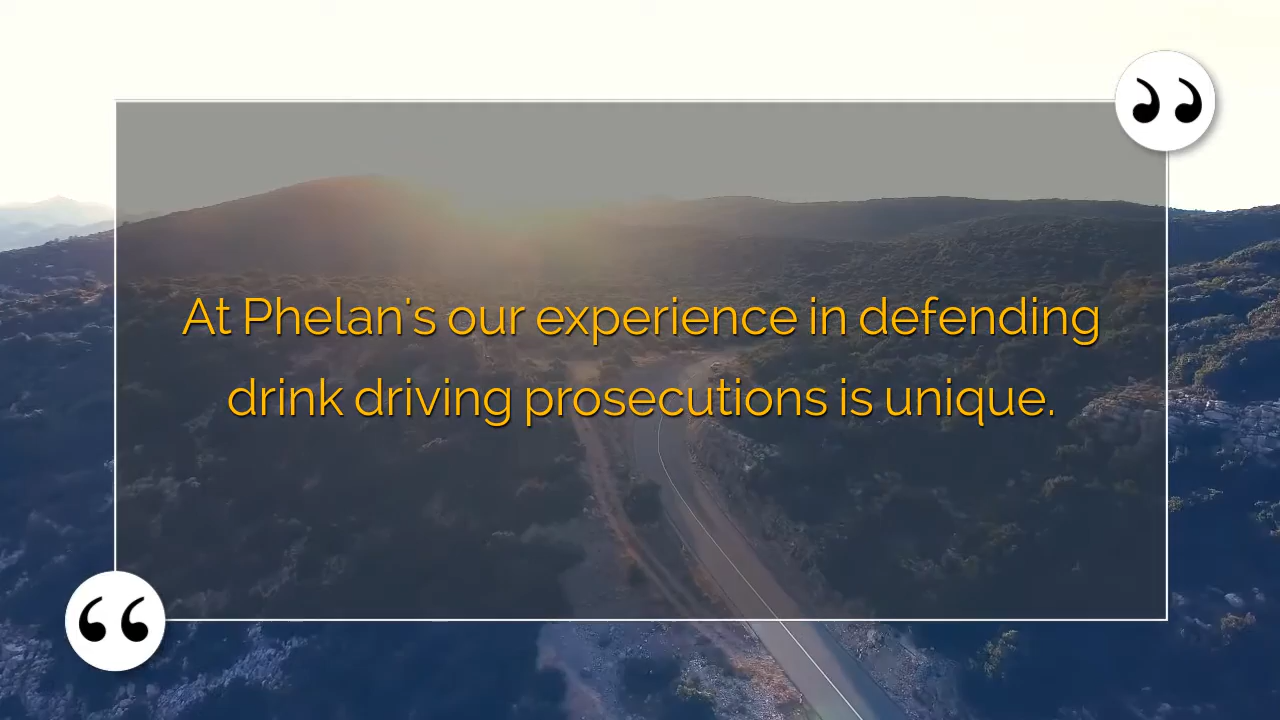 At Phelan's our experience in defending
drink driving prosecutions is unique.